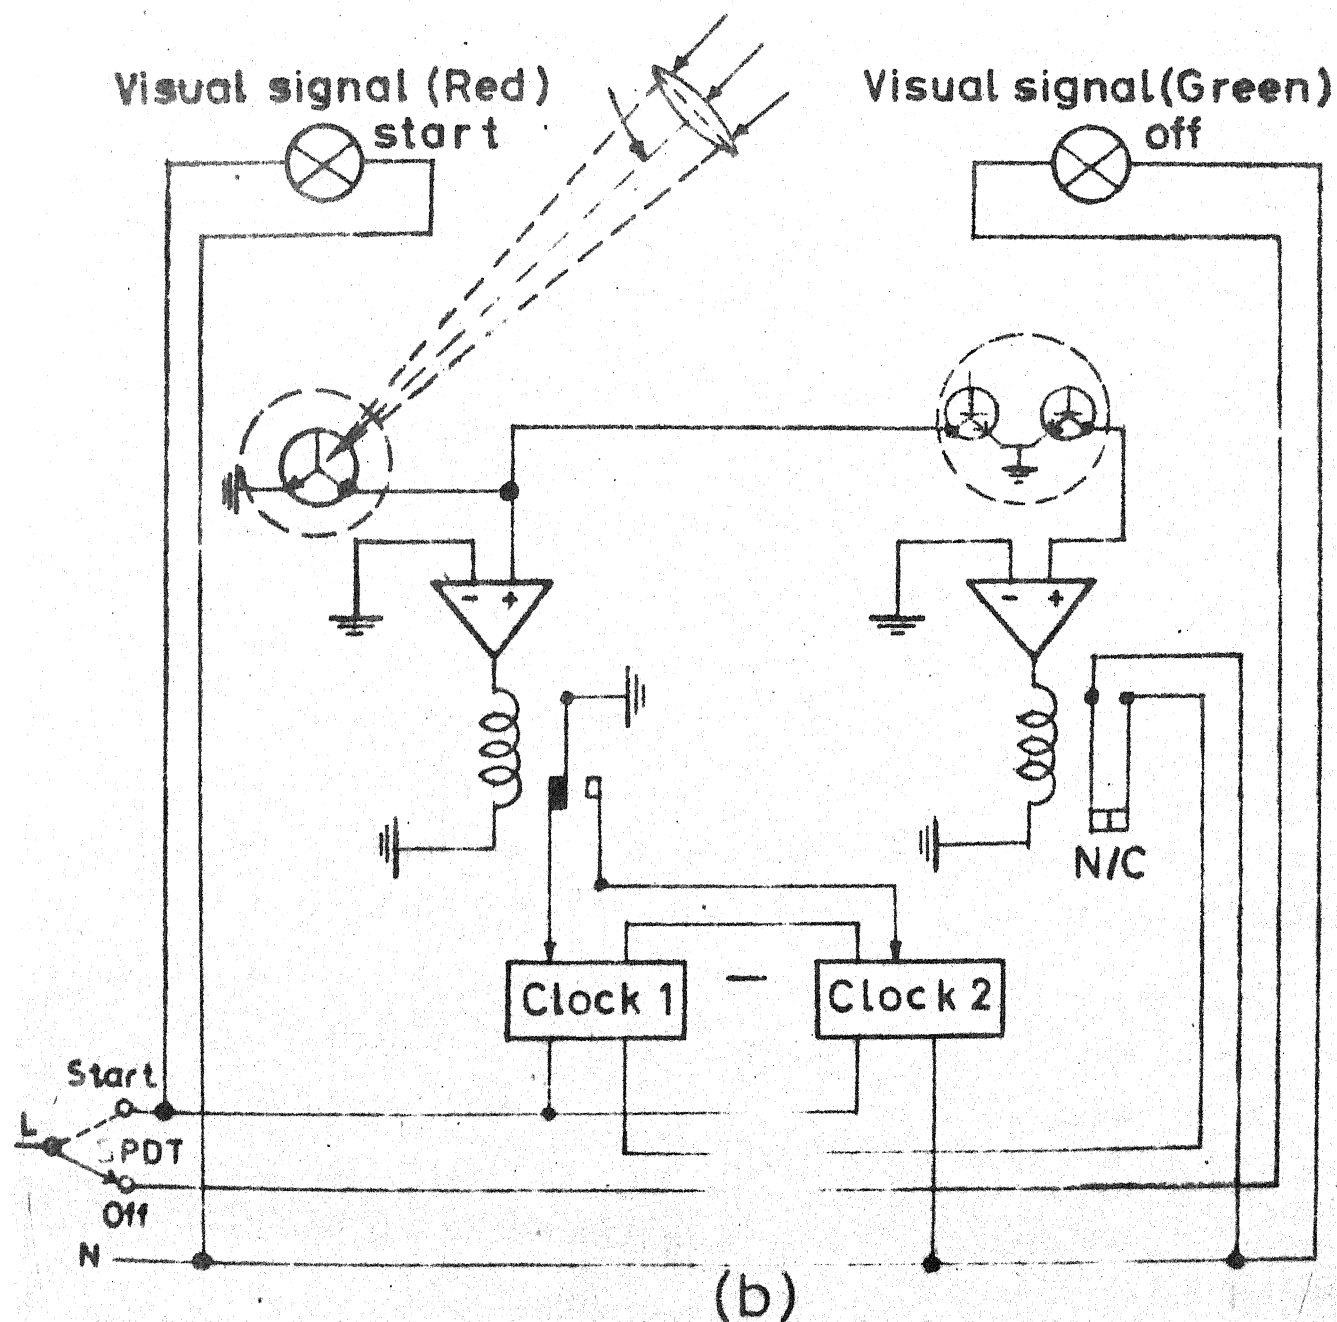 Visual signal (Red)
start
Visual signal(Green)
off
- +
- +
N/C
Clock 1
Clock 2
Start
L
SPDT
Off
N
(b)